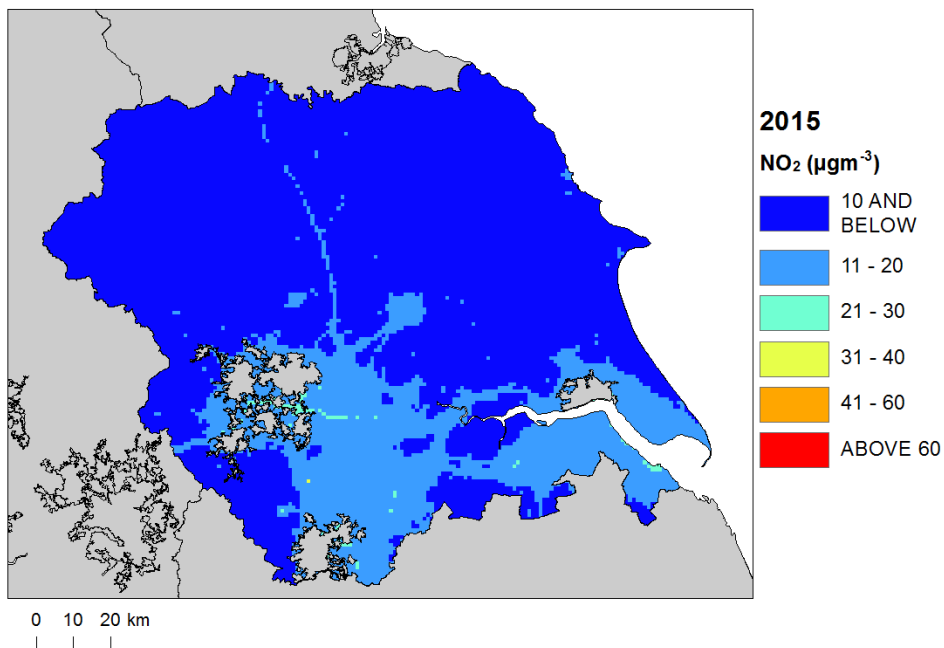 2015
NO₂ (µgm⁻³)
10 AND
BELOW
11 - 20
21 - 30
31 - 40
41 - 60
ABOVE 60
0 10 20 km